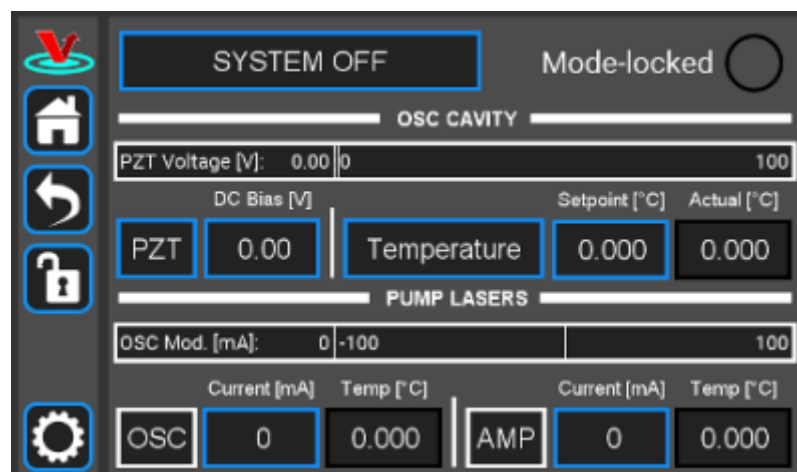 SYSTEM OFF Mode-locked
OSC CAVITY
PZT Voltage [V]: 0.00 0 100
DC Bias [V] Setpoint [°C] Actual [°C]
PZT 0.00 Temperature 0.000 0.000
PUMP LASERS
OSC Mod. [mA]: 0 -100 100
Current [mA] Temp [°C] Current [mA] Temp [°C]
OSC 0 0.000 AMP 0 0.000